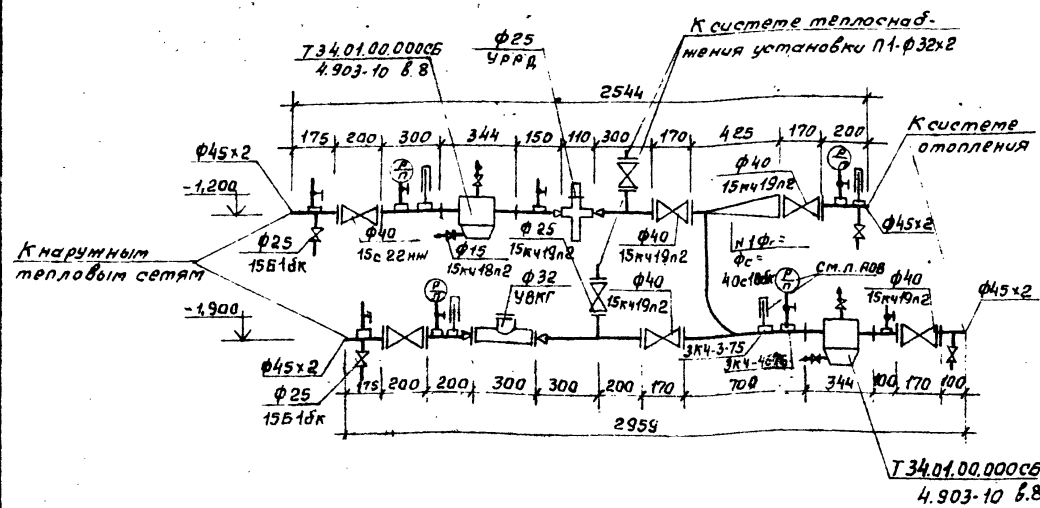 К систете теплоснаб-
жения установки П1-ф32х2
Т34.01.00.000сБ
4.903-10 в.8
ф25
УРРД
2544
175 200 300 344 150 110 300 170 425 170 200
К систете
отопления
ф45х2
-1,200
Р/П
Р/П
ф40
15кч19п2
ф25
15Б1бк
ф40
15с22нж
ф15
15кч18п2
ф25
15кч19п2
ф40
15кч19п2
ф45х2
К наружным
тепловым сетям
ф32
УВКГ
ф40
15кч19п2
Р/П
см.п.АОВ
ф40
15кч19п2
ф45х2
-1,900
Р/П
ф45х2
3К4-3-75
ф25
15Б1бк
175 200 200 300 300 200 170 700 344 100 170 100
2959
Т34.01.00.000сБ
4.903-10 в.8